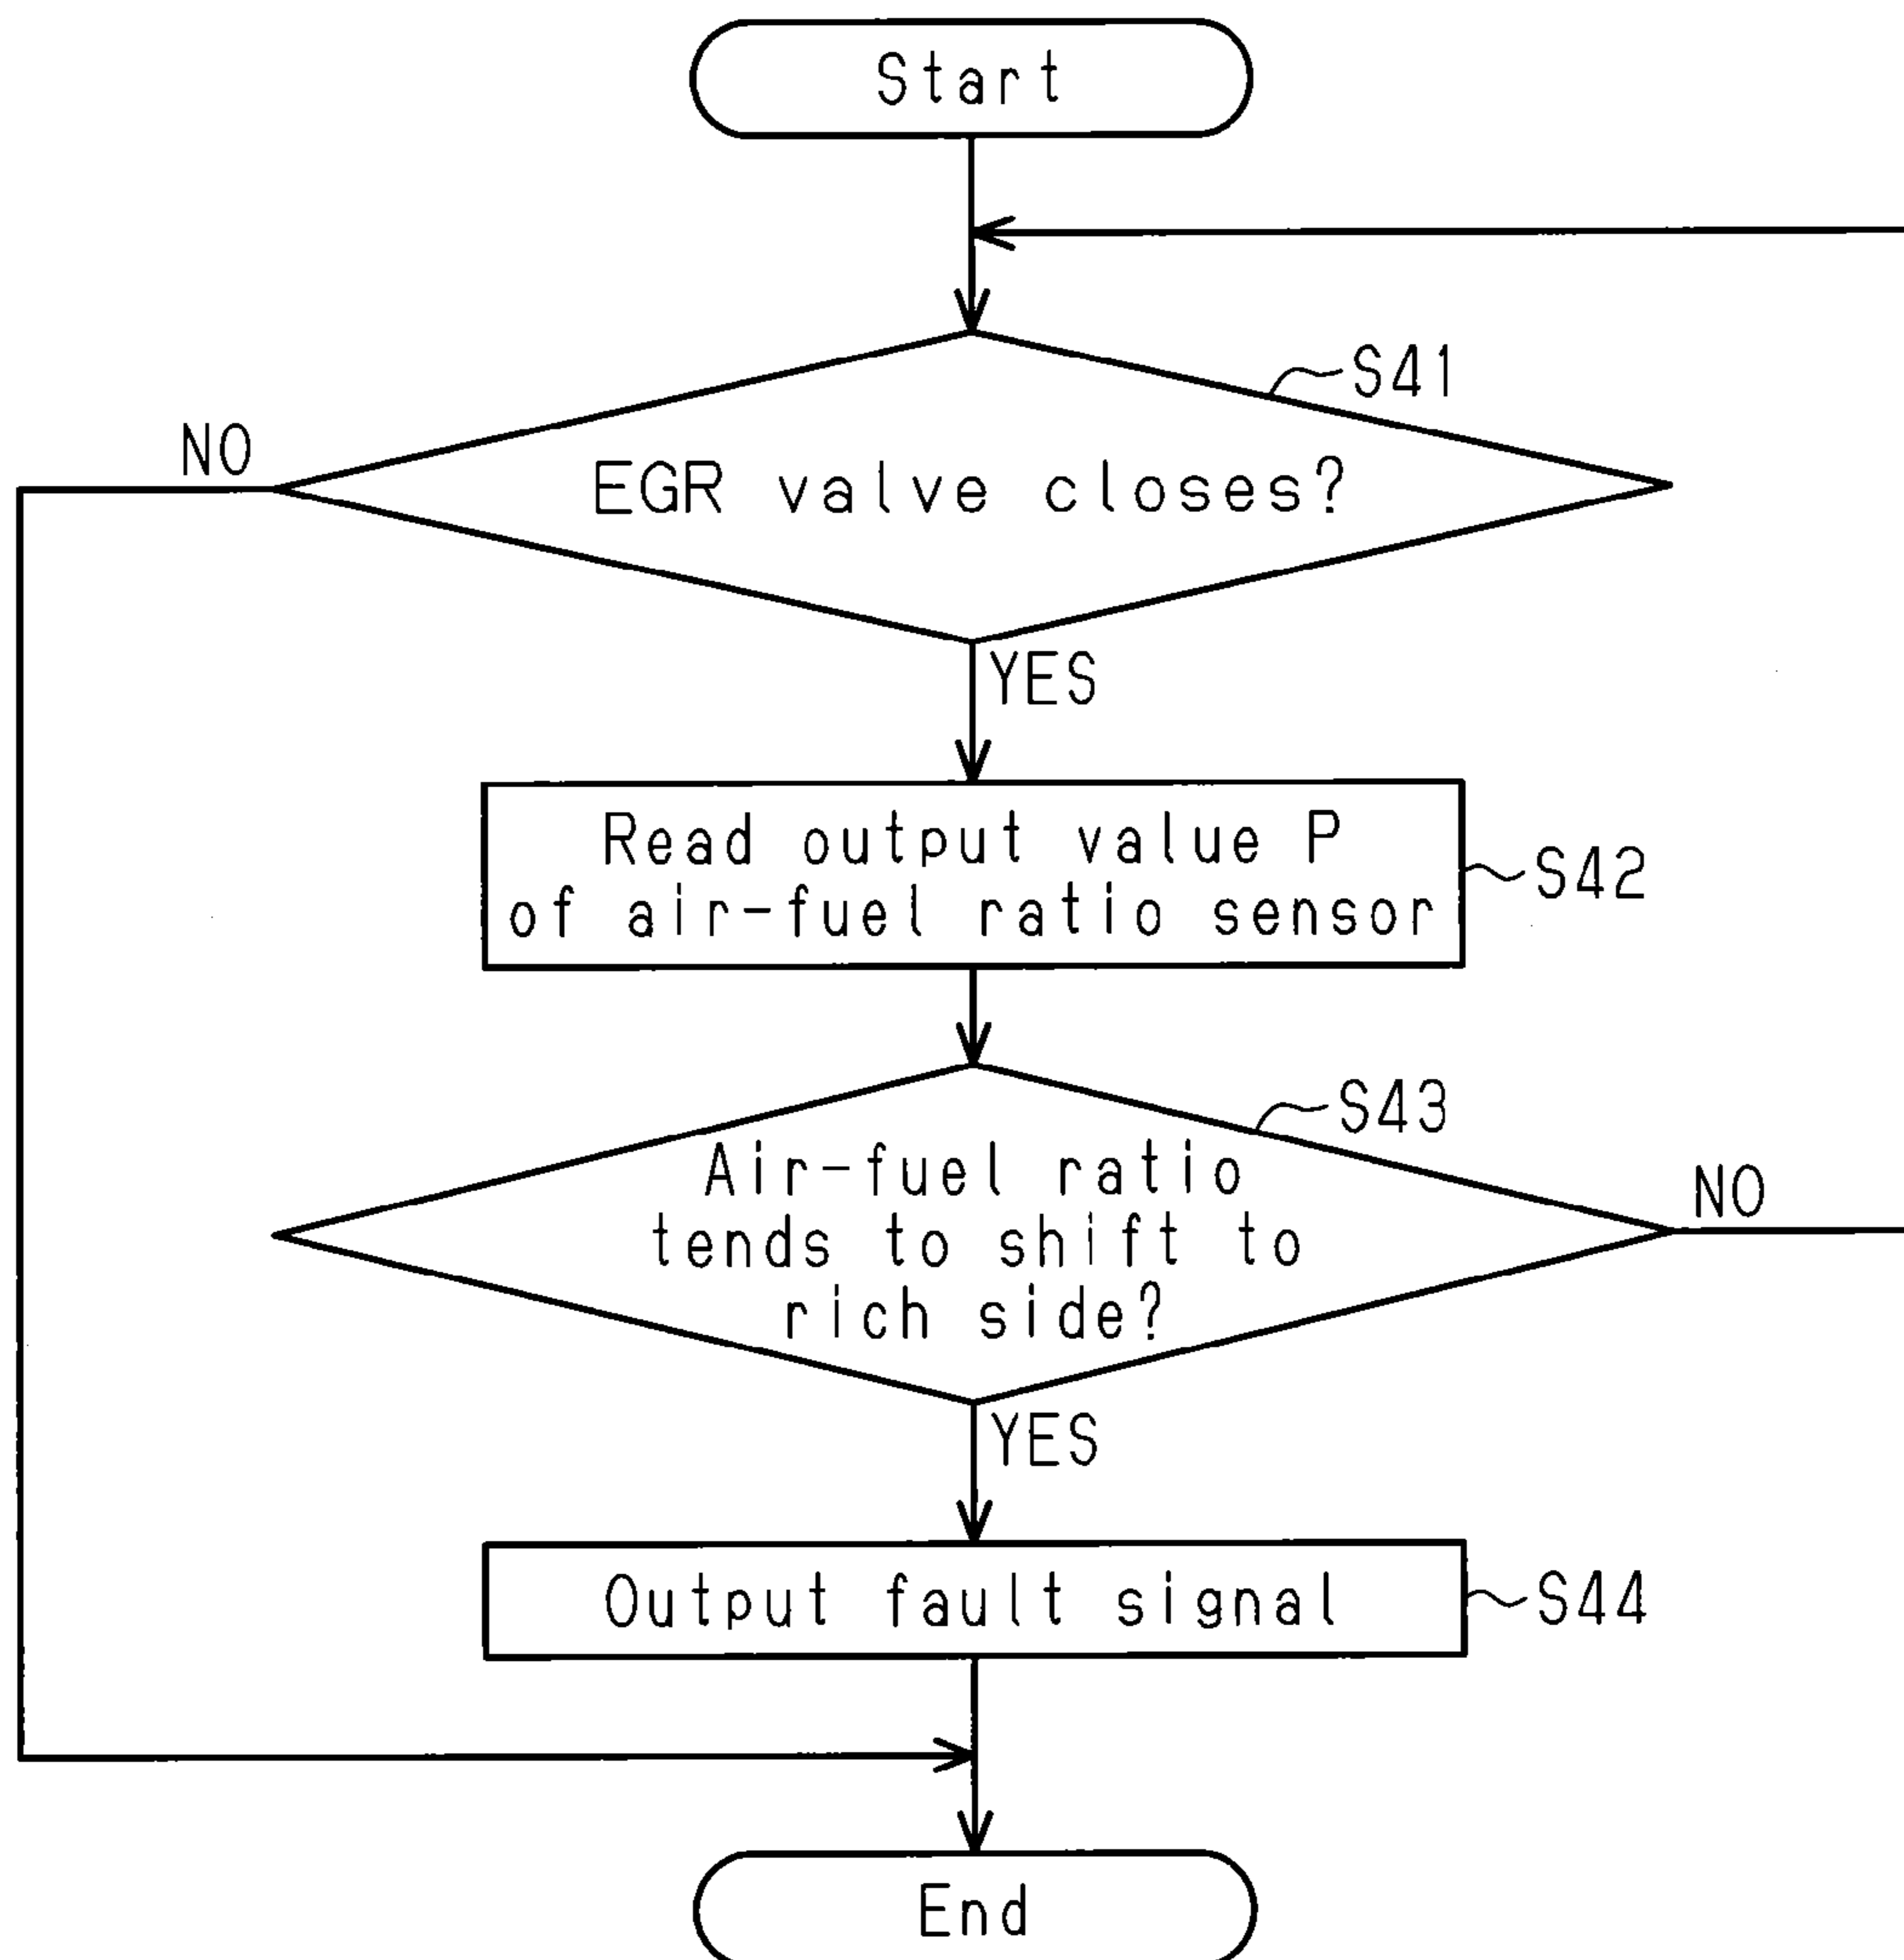 Start
S41
NO
EGR valve closes?
YES
Read output value P
of air-fuel ratio sensor
S42
S43
Air-fuel ratio
tends to shift to
rich side?
NO
YES
Output fault signal
S44
End